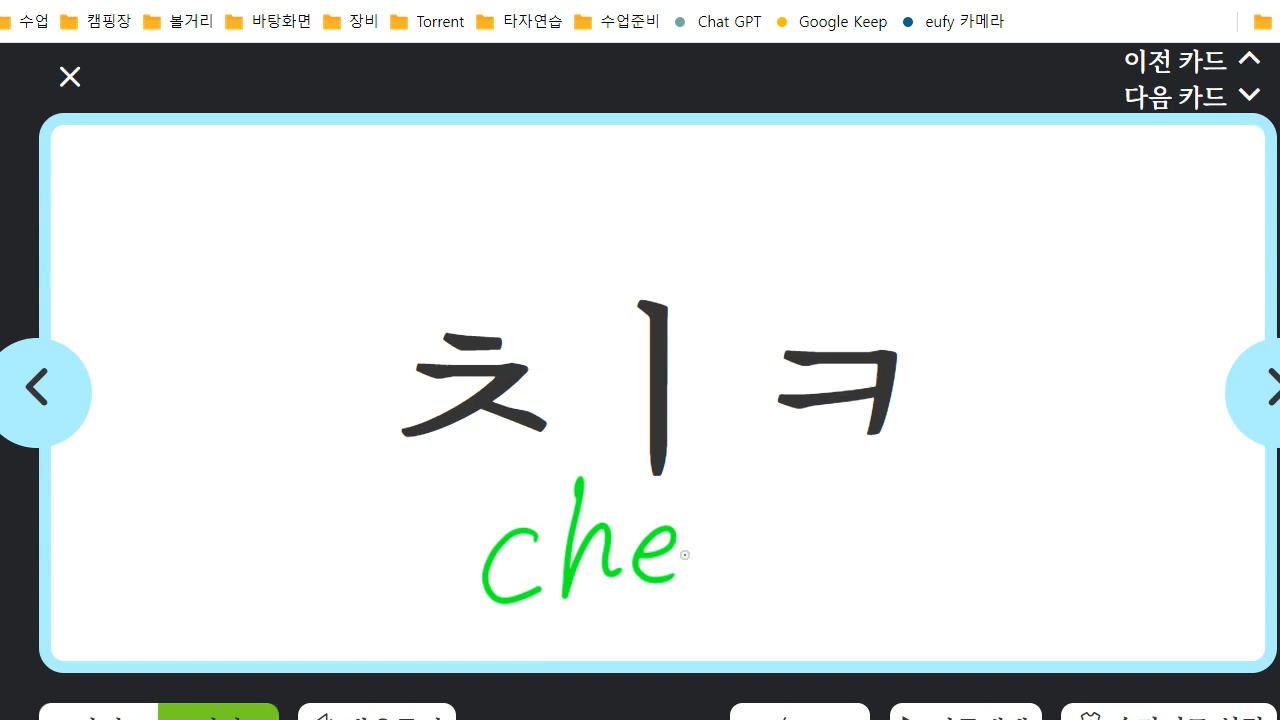 수업 캠핑장 볼거리 바탕화면 장비 Torrent 타자연습 수업준비 Chat GPT Google Keep eufy 카메라
이전 카드
다음 카드
ㅊ ㅣ ㅋ
che